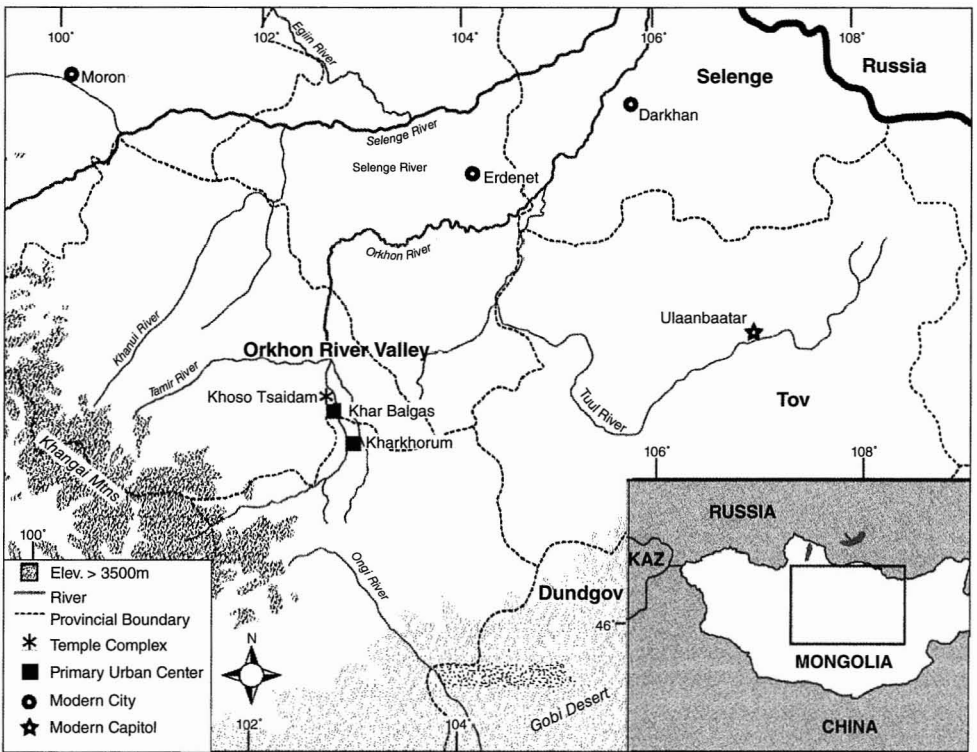 100°
102°
104°
106°
108°
Egiin River
Moron
Selenge
Russia
Darkhan
Selenge River
Selenge River
Erdenet
Orkhon River
Khanui River
Ulaanbaatar
Orkhon River Valley
Tamir River
Khoso Tsaidam
Khar Balgas
Kharkhorum
Tuul River
Tov
Khangai Mtns
106°
108°
RUSSIA
KAZ
100°
Ongi River
Dundgov
46°
MONGOLIA
CHINA
Gobi Desert
Elev. > 3500m
River
Provincial Boundary
Temple Complex
Primary Urban Center
Modern City
Modern Capitol
N
102°
104°